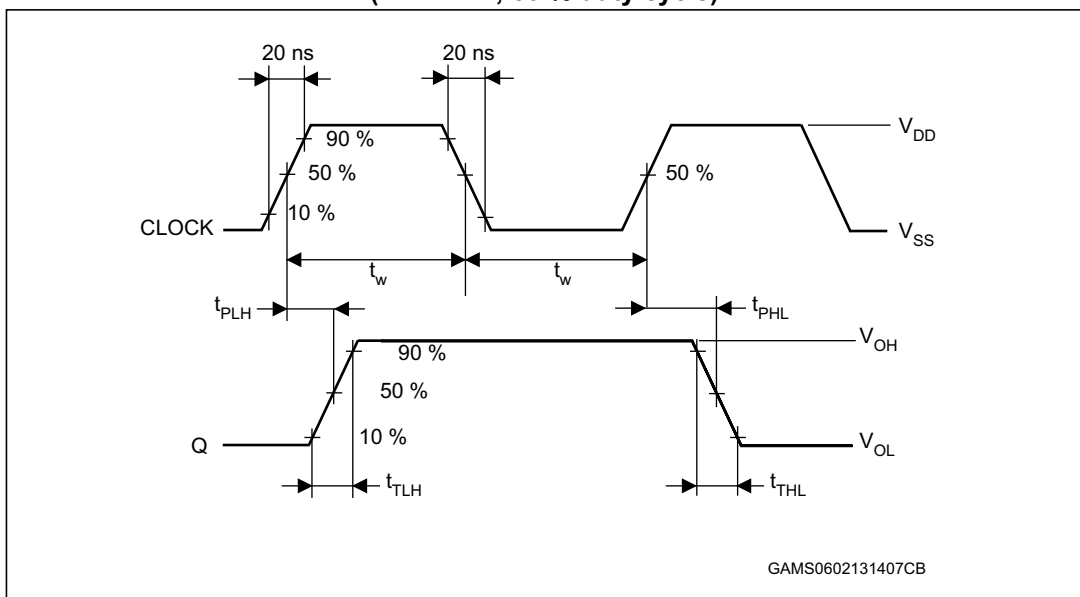 20 ns 20 ns
90 %
50 %
10 %
CLOCK
50 %
V_DD
V_SS
t_w t_w
t_PLH
t_PHL
90 %
50 %
10 %
Q
V_OH
V_OL
t_TLH
t_THL
GAMS0602131407CB